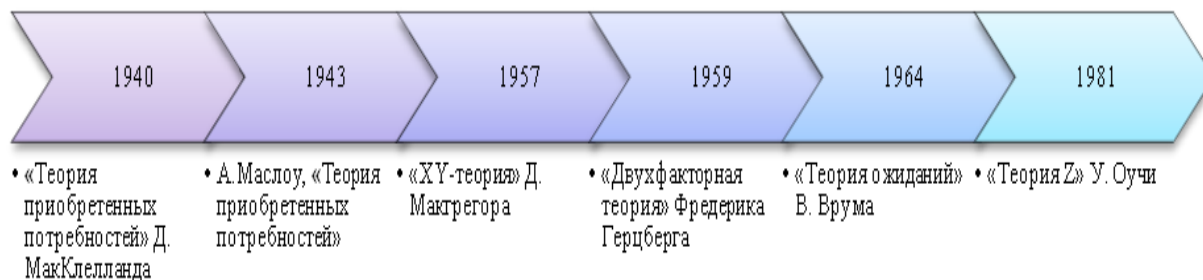 1940
1943
1957
1959
1964
1981
• «Теория
приобретенных
потребностей» Д.
МакКлелланда
• А.Маслоу, «Теория
приобретенных
потребностей»
• «XY-теория» Д.
Макгрегора
• «Двухфакторная
теория» Фредерика
Герцберга
• «Теория ожиданий»
В. Врума
• «Теория Z» У. Оучи